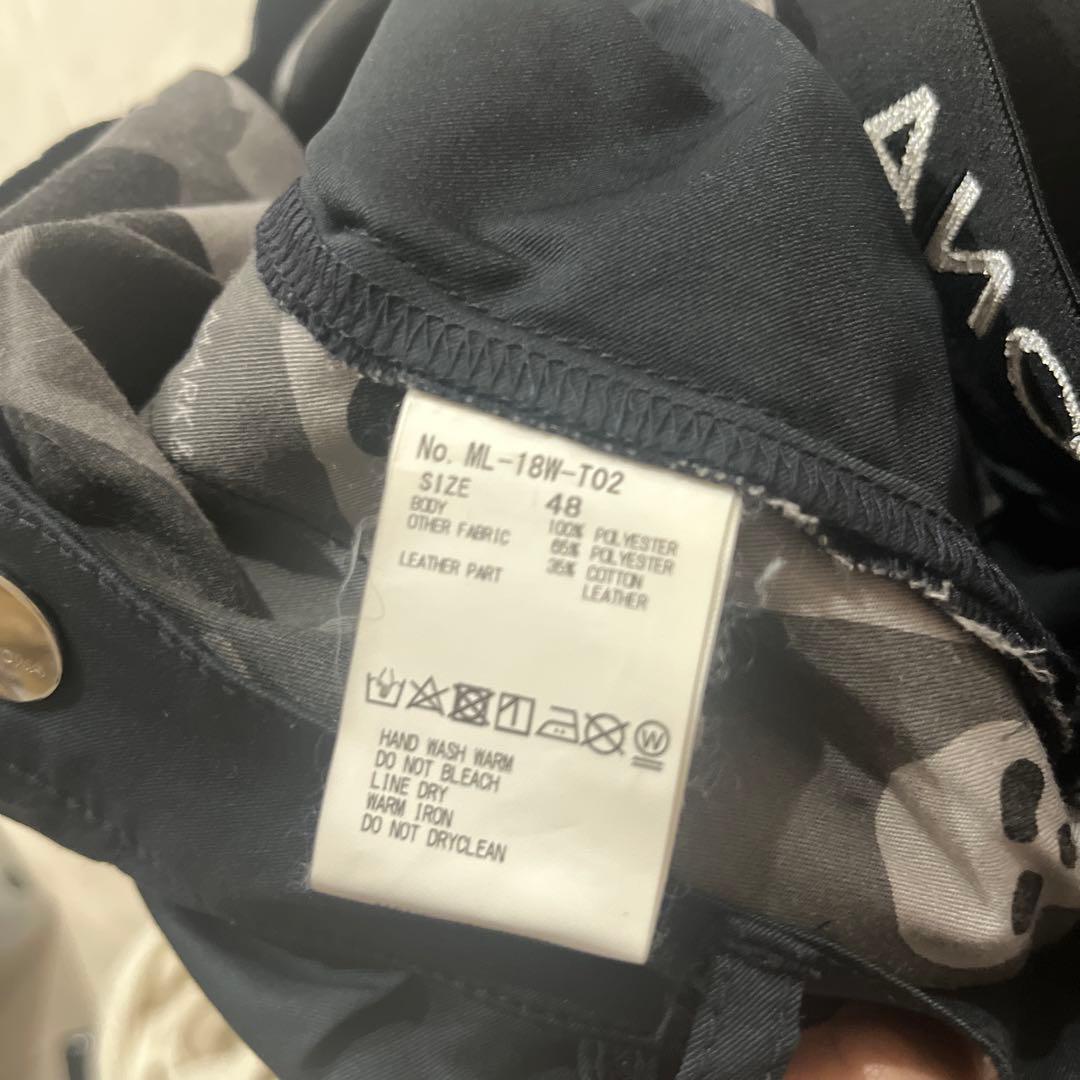 No. ML-18W-T02
SIZE 48
BODY 100% POLYESTER
OTHER FABRIC 65% POLYESTER
35% COTTON
LEATHER PART LEATHER
W
HAND WASH WARM
DO NOT BLEACH
LINE DRY
WARM IRON
DO NOT DRYCLEAN